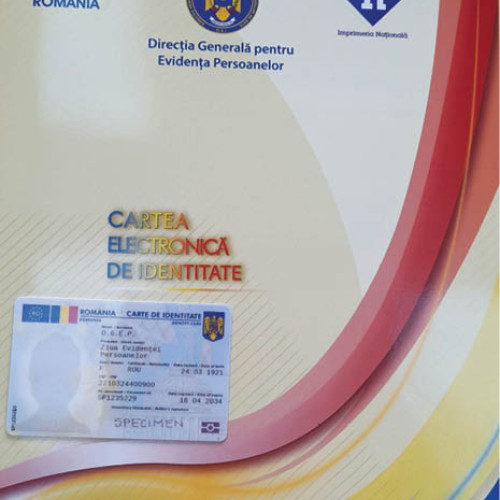 ROMÂNIA
Direcția Generală pentru
Evidența Persoanelor
Imprimeria Națională
CARTEA
ELECTRONICĂ
DE IDENTITATE
ROMÂNIA CARTE DE IDENTITATE
D.G.E.P.
Ziua Evidenței
Persoanelor
F ROU 24 03 1921
2210324400900
SP1235229
18 04 2034
SPECIMEN